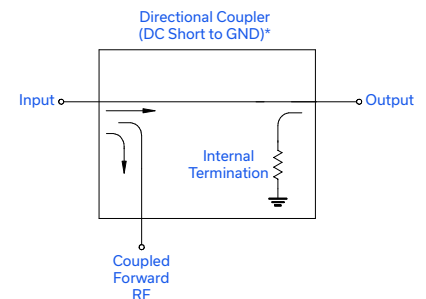 Directional Coupler
(DC Short to GND)*
Input
Output
Internal
Termination
Coupled
Forward
RF